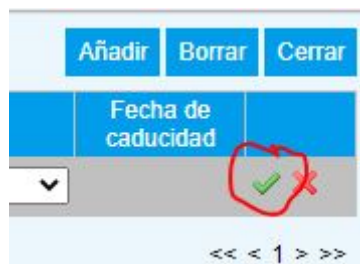 Añadir Borrar Cerrar
Fecha de
caducidad
<< < 1 > >>